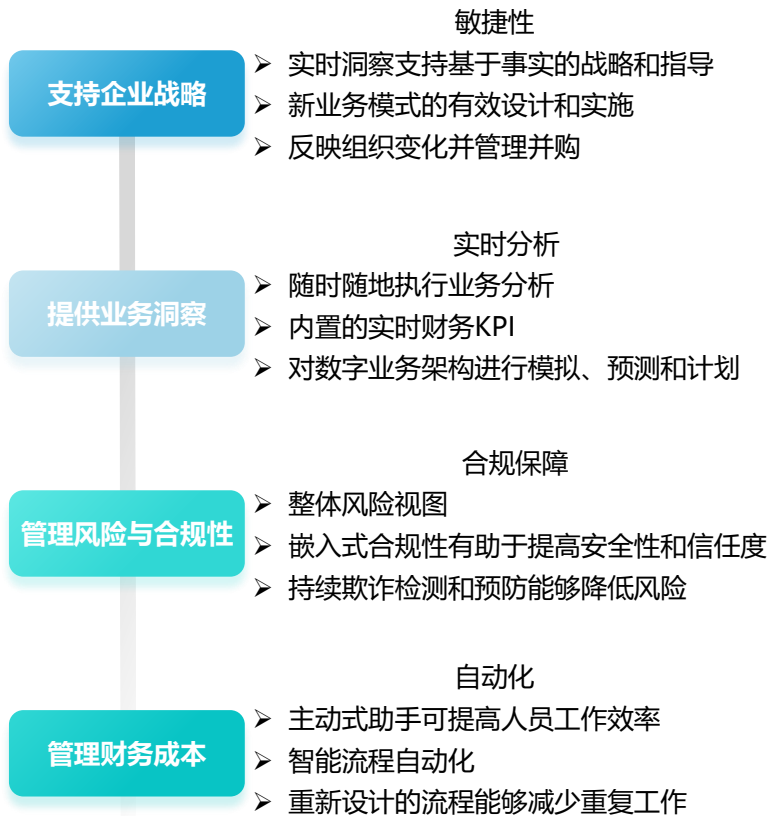 敏捷性
支持企业战略
➢ 实时洞察支持基于事实的战略和指导
➢ 新业务模式的有效设计和实施
➢ 反映组织变化并管理并购
实时分析
提供业务洞察
➢ 随时随地执行业务分析
➢ 内置的实时财务KPI
➢ 对数字业务架构进行模拟、预测和计划
合规保障
管理风险与合规性
➢ 整体风险视图
➢ 嵌入式合规性有助于提高安全性和信任度
➢ 持续欺诈检测和预防能够降低风险
自动化
管理财务成本
➢ 主动式助手可提高人员工作效率
➢ 智能流程自动化
➢ 重新设计的流程能够减少重复工作